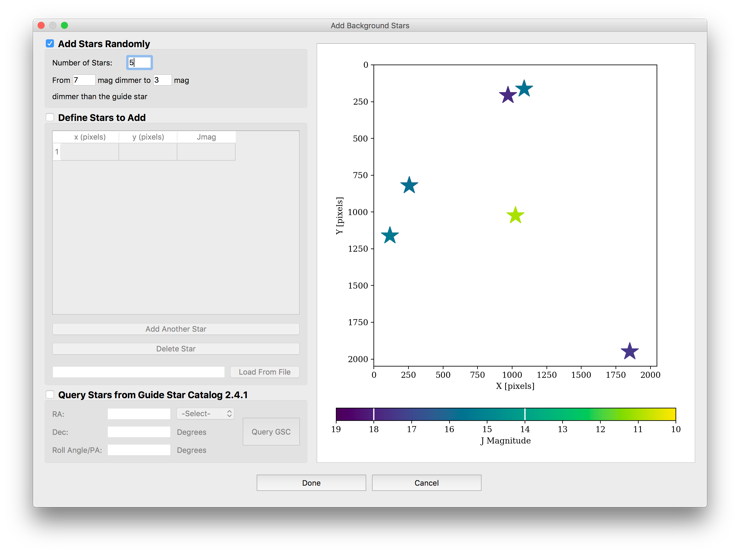 Add Background Stars
Add Stars Randomly
Number of Stars: 5
From 7 mag dimmer to 3 mag
dimmer than the guide star
Define Stars to Add
x (pixels) y (pixels) Jmag
1
Add Another Star
Delete Star
Load From File
Query Stars from Guide Star Catalog 2.4.1
RA: -Select-
Dec: Degrees Query GSC
Roll Angle/PA: Degrees
0
250
500
750
1000
1250
1500
1750
2000
Y [pixels]
0 250 500 750 1000 1250 1500 1750 2000
X [pixels]
19 18 17 16 15 14 13 12 11 10
J Magnitude
Done Cancel